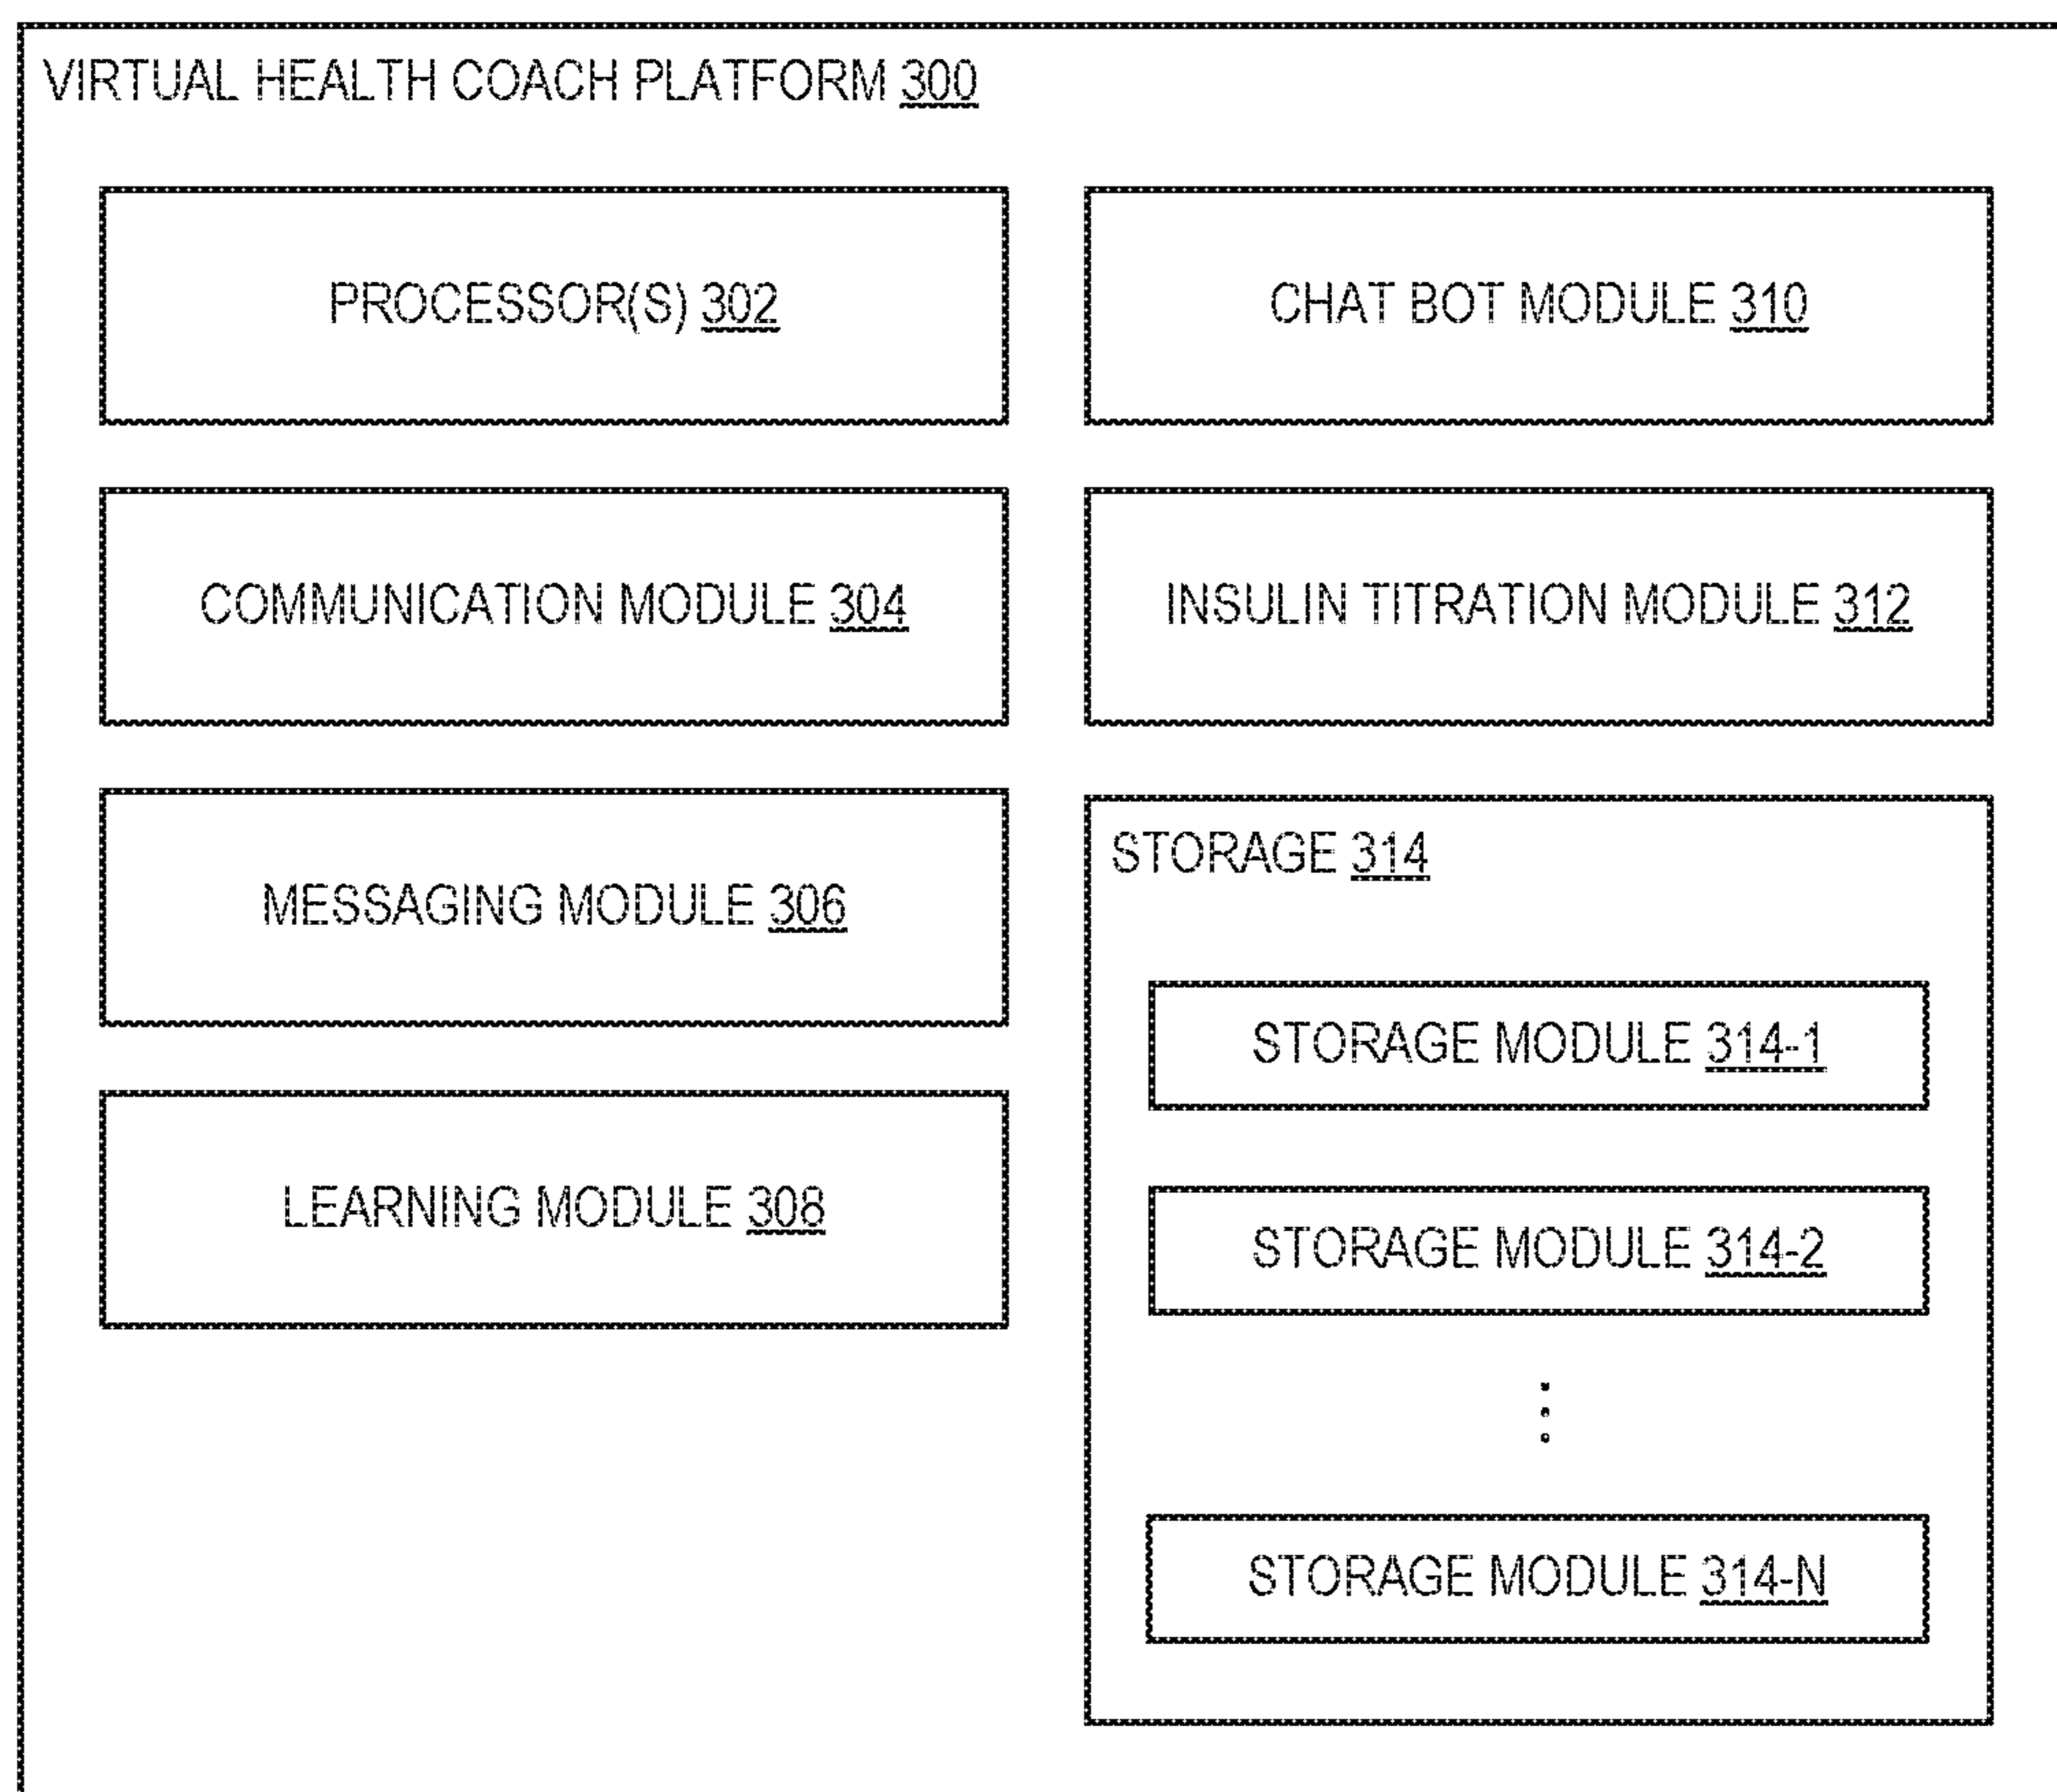 VIRTUAL HEALTH COACH PLATFORM 300
PROCESSOR(S) 302
COMMUNICATION MODULE 304
MESSAGING MODULE 306
LEARNING MODULE 308
CHAT BOT MODULE 310
INSULIN TITRATION MODULE 312
STORAGE 314
STORAGE MODULE 314-1
STORAGE MODULE 314-2
STORAGE MODULE 314-N